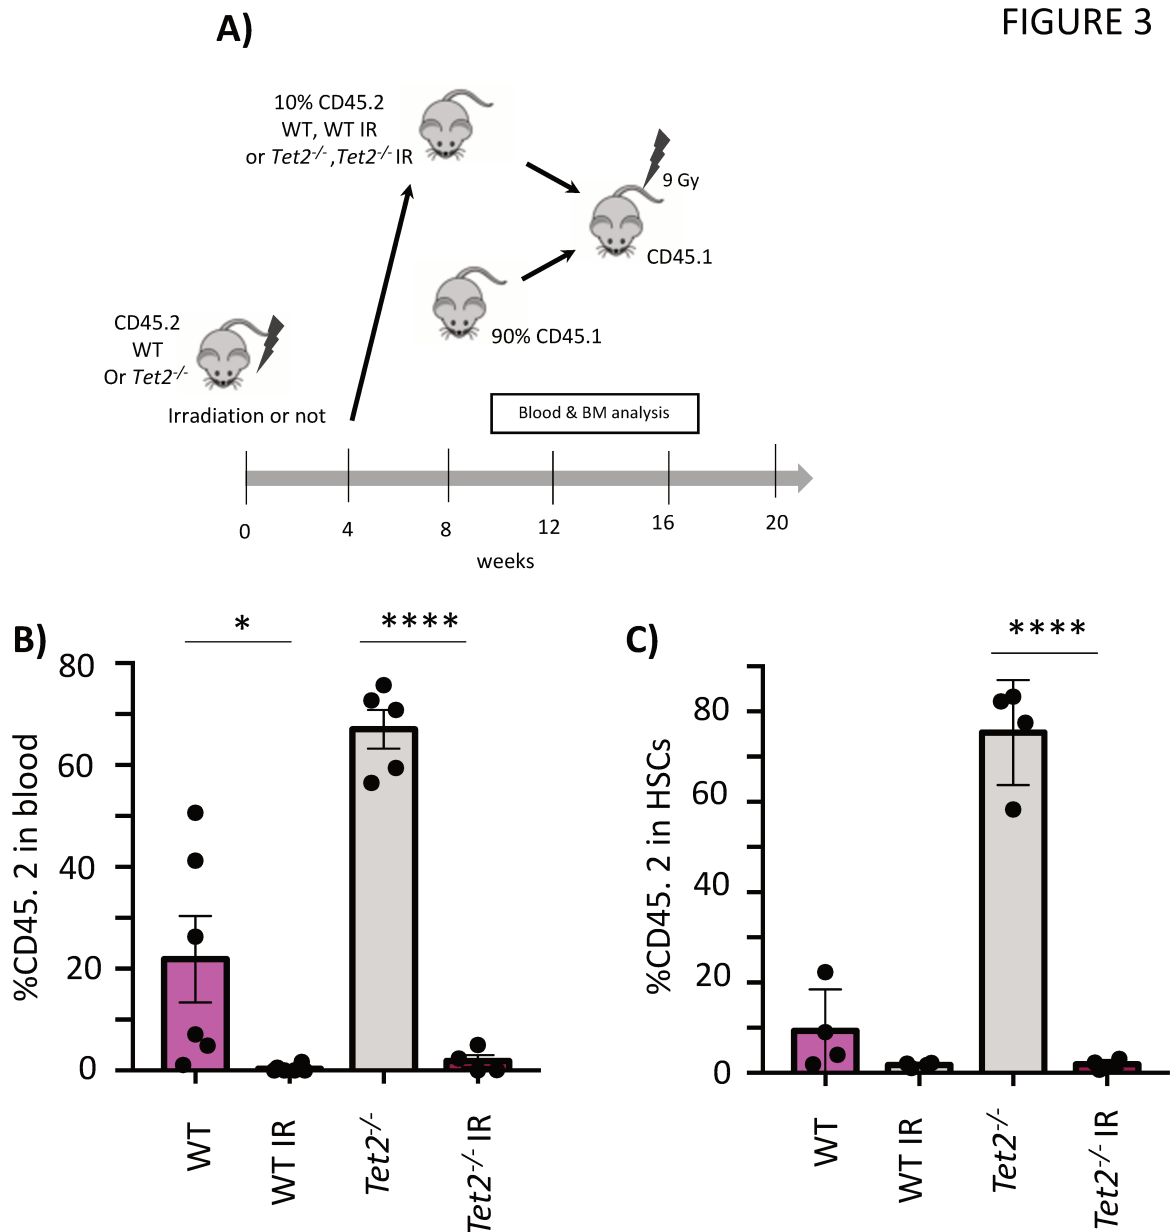 FIGURE 3
A)
10% CD45.2
WT, WT IR
or Tet2-/- ,Tet2-/- IR
9 Gy
CD45.1
90% CD45.1
CD45.2
WT
Or Tet2-/-
Irradiation or not
Blood & BM analysis
0 4 8 12 16 20
weeks
B)
* ****
%CD45. 2 in blood
80
60
40
20
0
WT WT IR Tet2-/- Tet2-/- IR
C)
****
%CD45. 2 in HSCs
80
60
40
20
0
WT WT IR Tet2-/- Tet2-/- IR